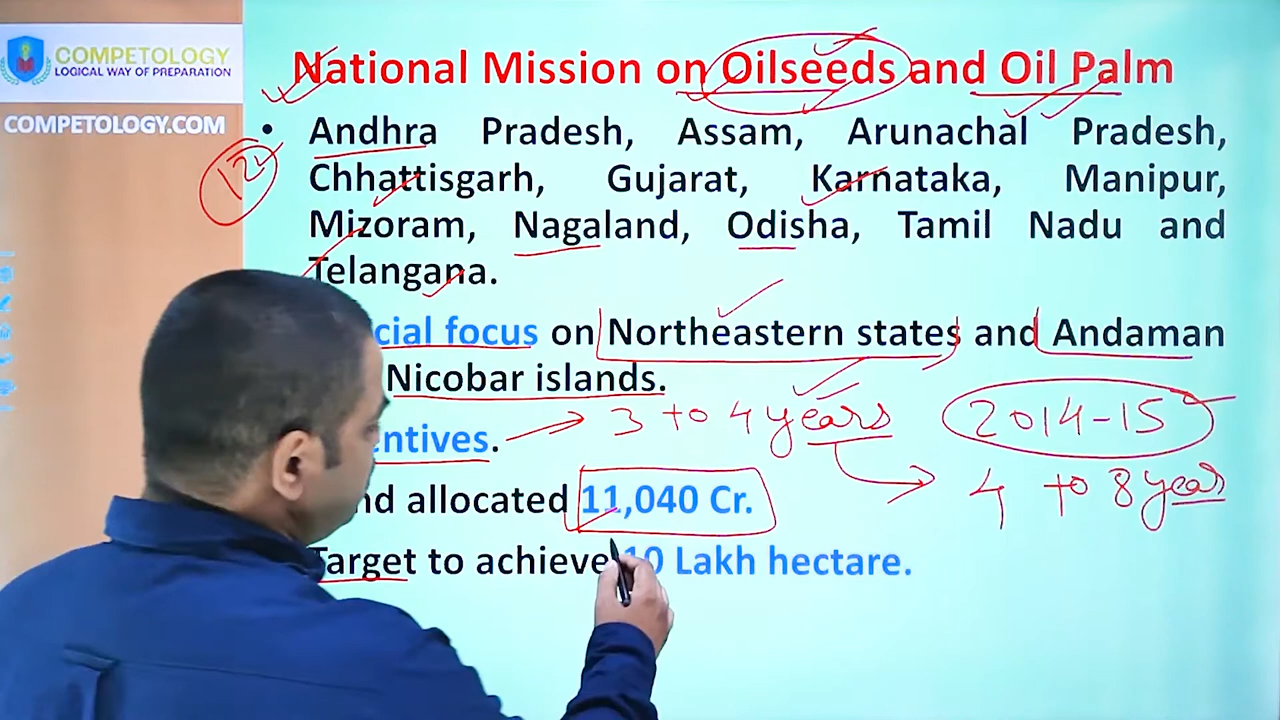 COMPETOLOGY
LOGICAL WAY OF PREPARATION
COMPETOLOGY.COM
National Mission on Oilseeds and Oil Palm
12
• Andhra Pradesh, Assam, Arunachal Pradesh,
Chhattisgarh, Gujarat, Karnataka, Manipur,
Mizoram, Nagaland, Odisha, Tamil Nadu and
Telangana.
cial focus on Northeastern states and Andaman
Nicobar islands.
entives. → 3 to 4 years 2014-15
→ 4 to 8 year
nd allocated 11,040 Cr.
Target to achieve 10 Lakh hectare.